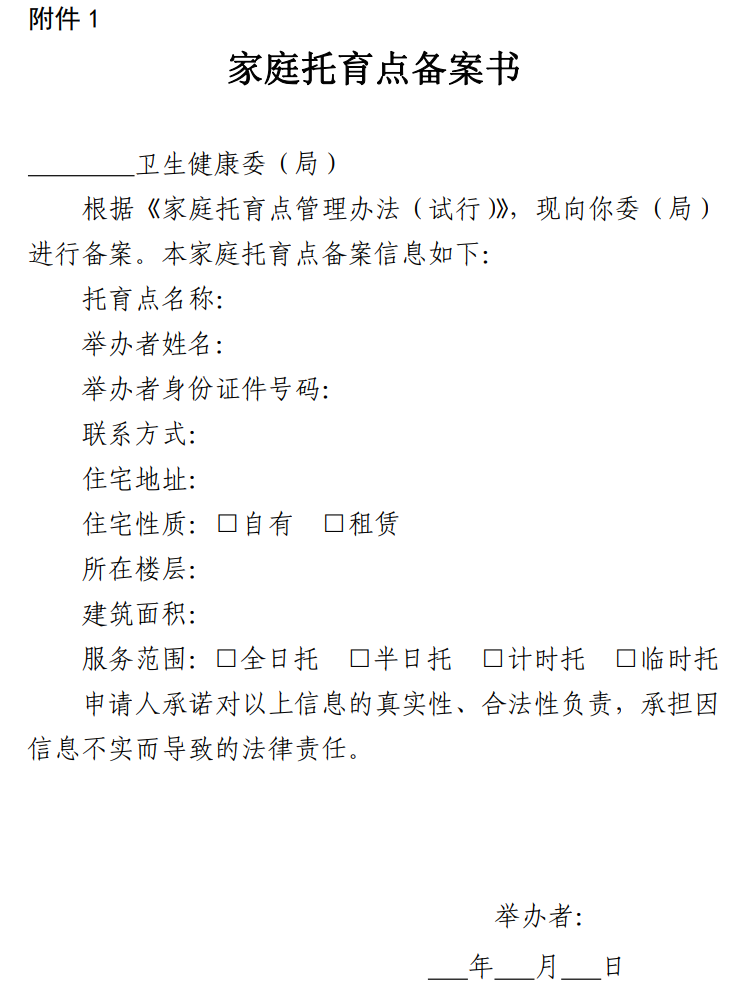 附件 1
家庭托育点备案书
________卫生健康委（局）
根据《家庭托育点管理办法（试行）》，现向你委（局）
进行备案。本家庭托育点备案信息如下：
托育点名称：
举办者姓名：
举办者身份证件号码：
联系方式：
住宅地址：
住宅性质：□自有　□租赁
所在楼层：
建筑面积：
服务范围：□全日托　□半日托　□计时托　□临时托
申请人承诺对以上信息的真实性、合法性负责，承担因
信息不实而导致的法律责任。
举办者：
___年___月___日